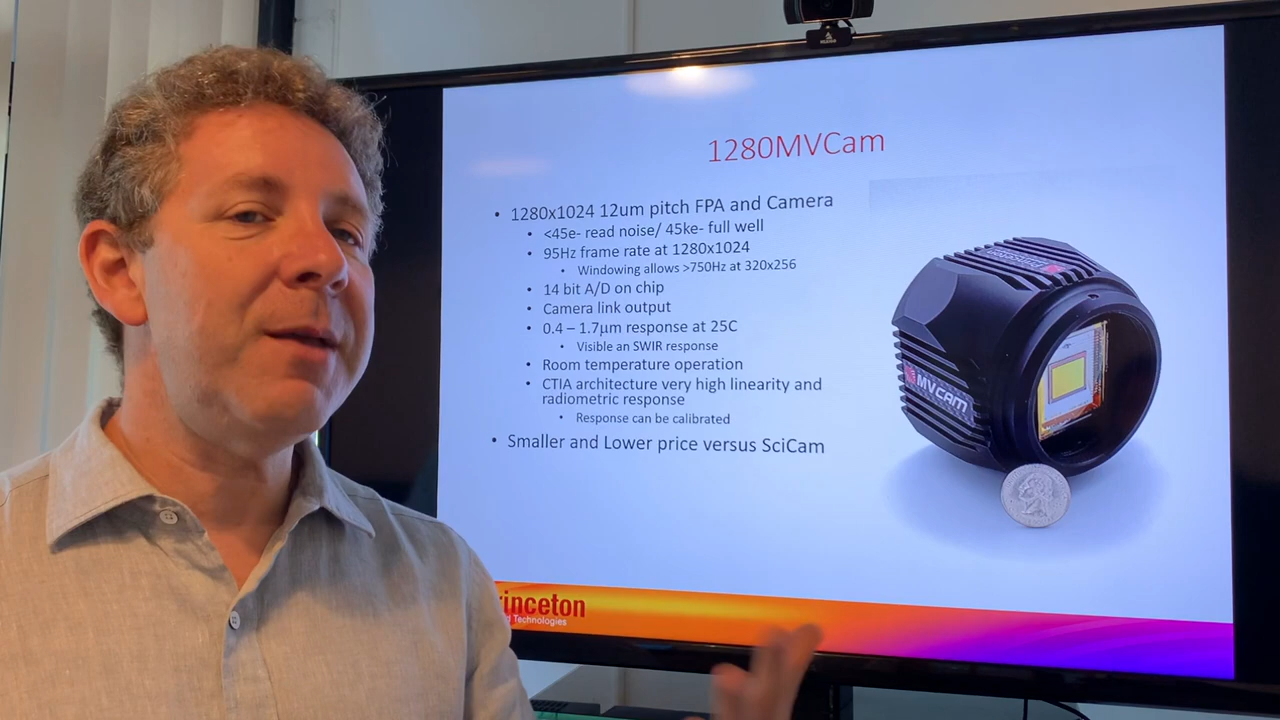 1280MVCam
• 1280x1024 12um pitch FPA and Camera
• <45e- read noise/ 45ke- full well
• 95Hz frame rate at 1280x1024
• Windowing allows >750Hz at 320x256
• 14 bit A/D on chip
• Camera link output
• 0.4 – 1.7µm response at 25C
• Visible an SWIR response
• Room temperature operation
• CTIA architecture very high linearity and
radiometric response
• Response can be calibrated
• Smaller and Lower price versus SciCam
MVCAM
rinceton
d Technologies